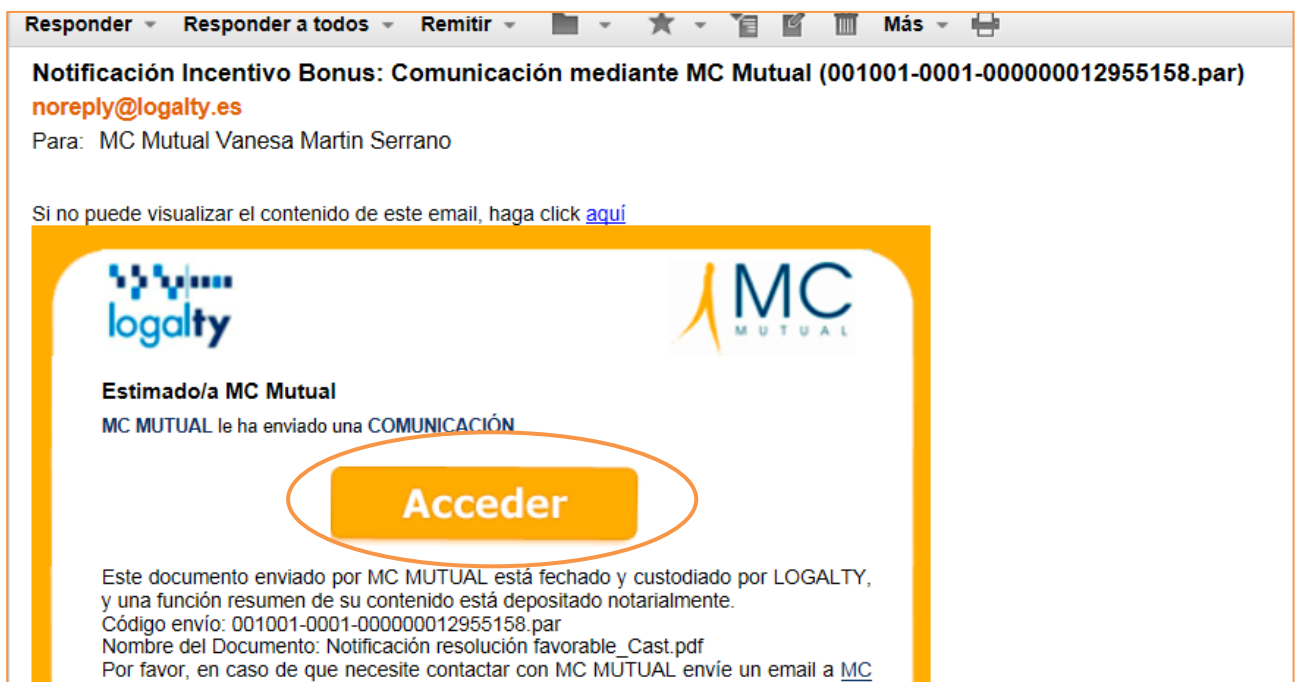 Responder Responder a todos Remitir Más
Notificación Incentivo Bonus: Comunicación mediante MC Mutual (001001-0001-000000012955158.par)
noreply@logalty.es
Para: MC Mutual Vanesa Martin Serrano
Si no puede visualizar el contenido de este email, haga click aquí
logalty
MC
MUTUAL
Estimado/a MC Mutual
MC MUTUAL le ha enviado una COMUNICACIÓN
Acceder
Este documento enviado por MC MUTUAL está fechado y custodiado por LOGALTY,
y una función resumen de su contenido está depositado notarialmente.
Código envío: 001001-0001-000000012955158.par
Nombre del Documento: Notificación resolución favorable_Cast.pdf
Por favor, en caso de que necesite contactar con MC MUTUAL envíe un email a MC